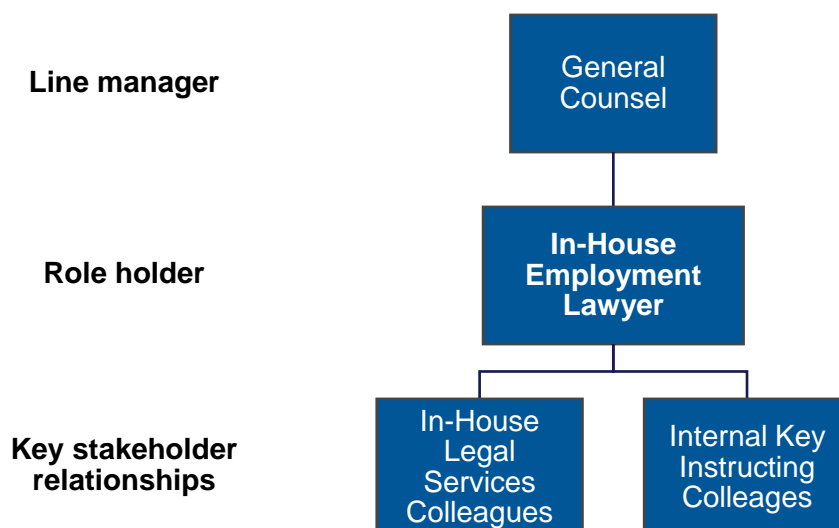 Line manager
General
Counsel
Role holder
In-House
Employment
Lawyer
Key stakeholder
relationships
In-House
Legal
Services
Colleagues
Internal Key
Instructing
Colleages